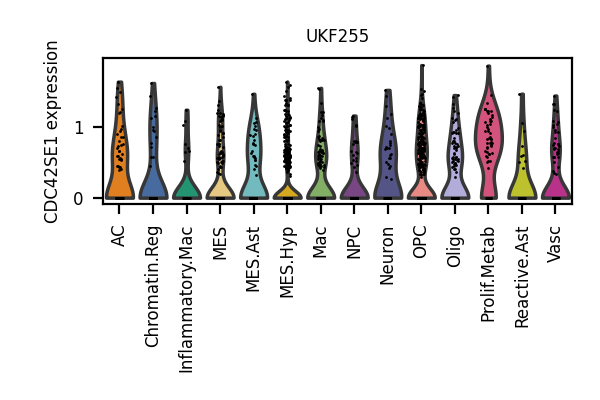 UKF255
CDC42SE1 expression
1
0
AC
Chromatin.Reg
Inflammatory.Mac
MES
MES.Ast
MES.Hyp
Mac
NPC
Neuron
OPC
Oligo
Prolif.Metab
Reactive.Ast
Vasc